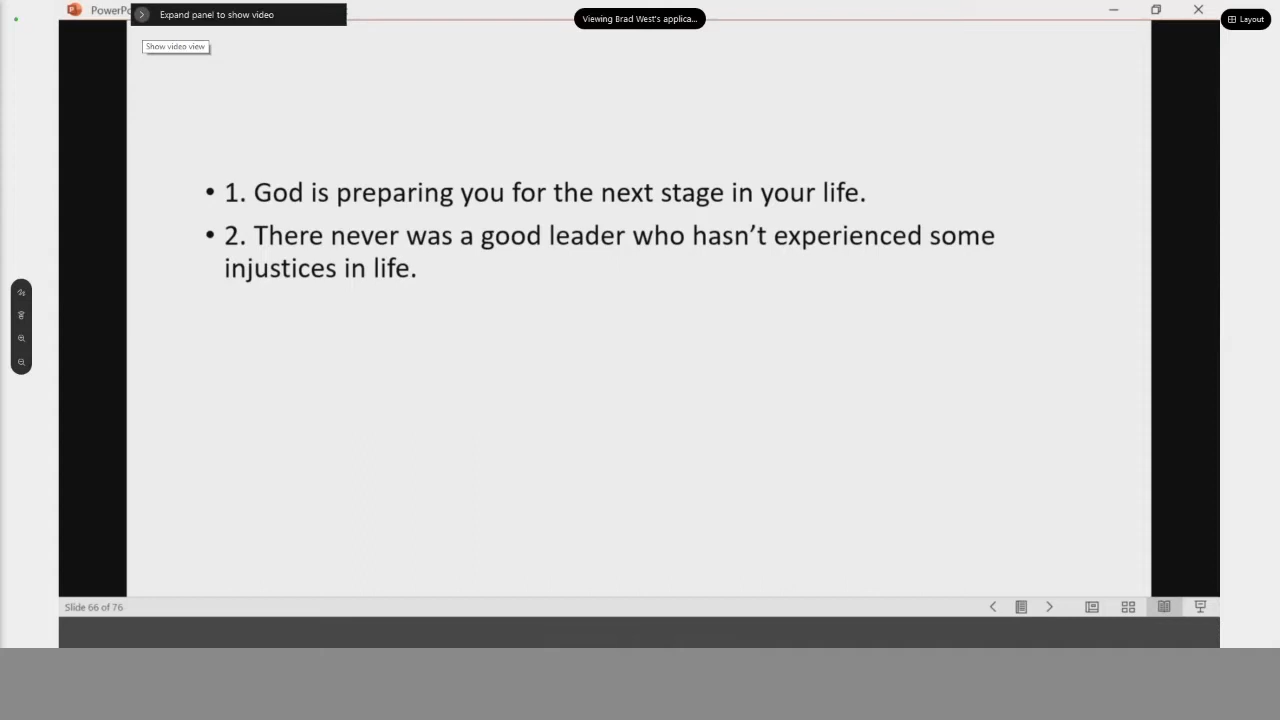 PowerPo
Expand panel to show video
Viewing Brad West's applica...
Layout
Show video view
• 1. God is preparing you for the next stage in your life.
• 2. There never was a good leader who hasn’t experienced some
injustices in life.
Slide 66 of 76